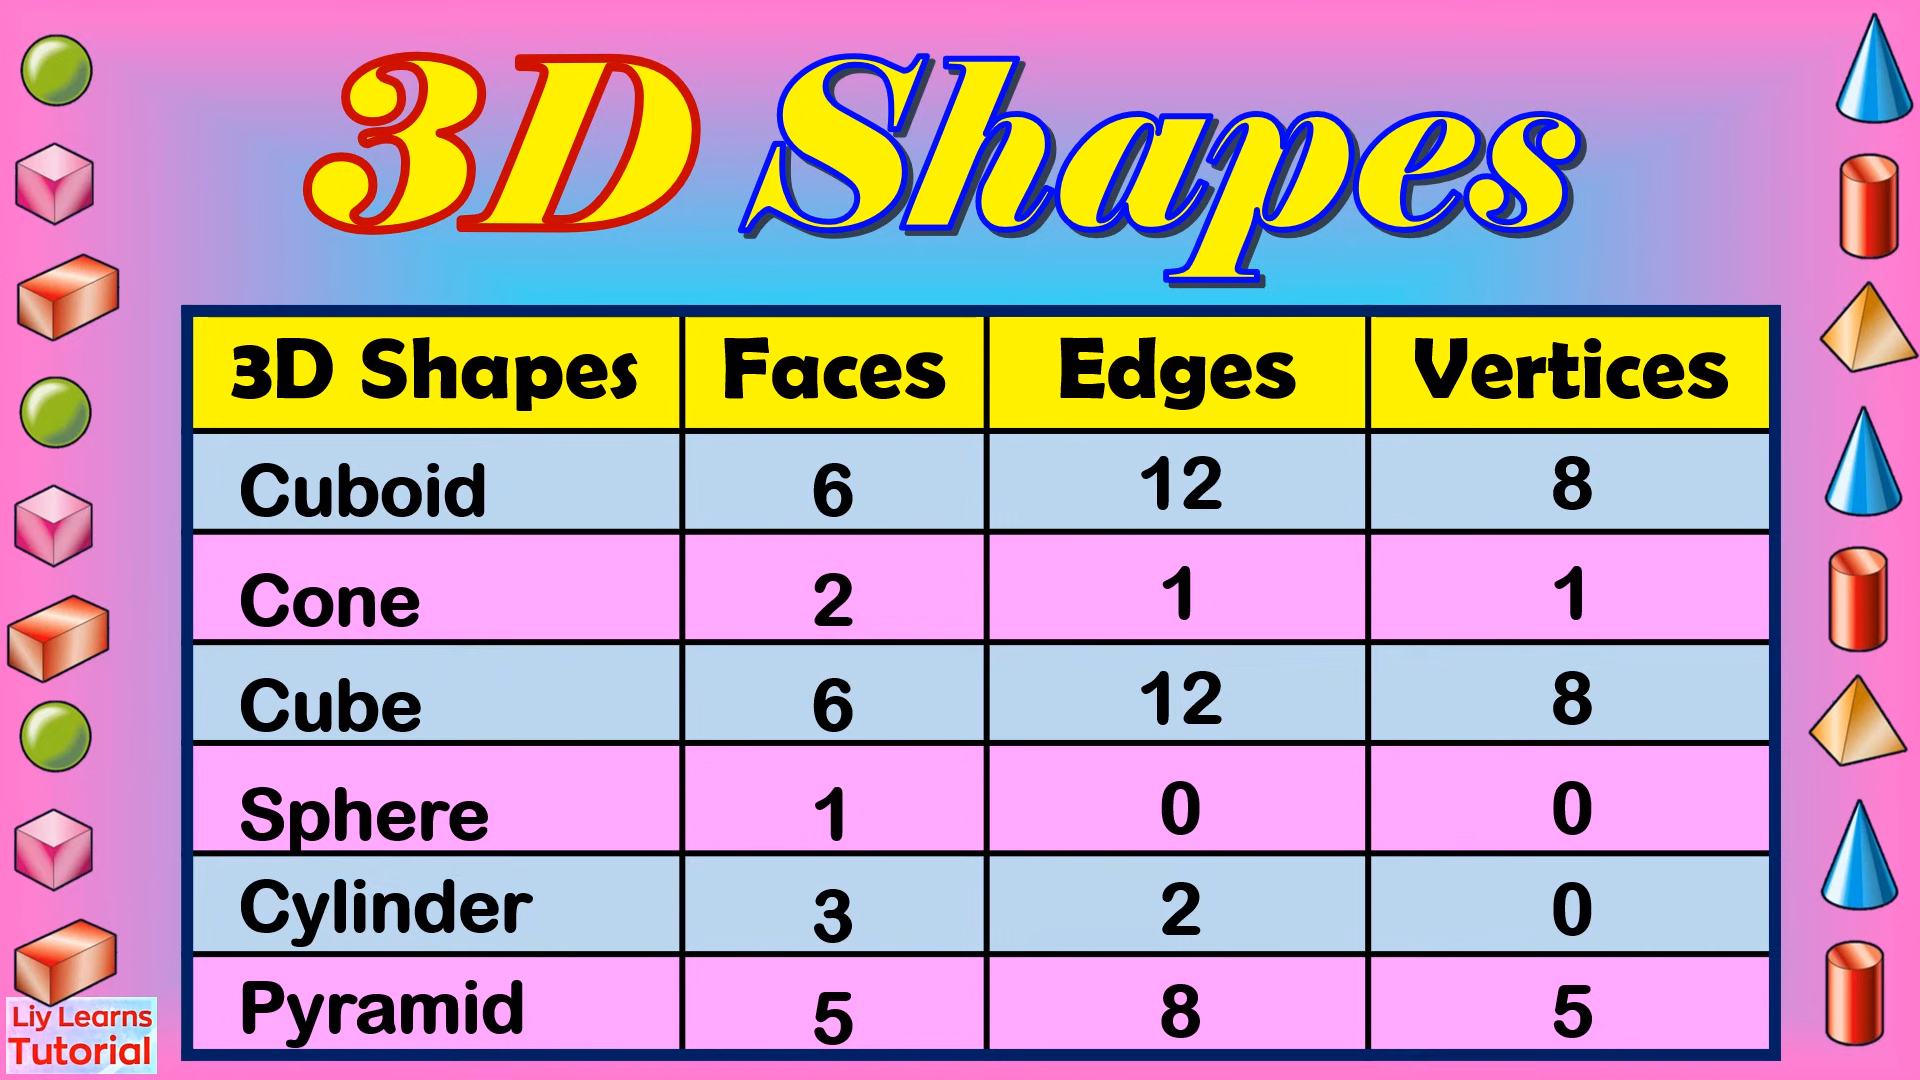 3D Shapes
3D Shapes Faces Edges Vertices
Cuboid 6 12 8
Cone 2 1 1
Cube 6 12 8
Sphere 1 0 0
Cylinder 3 2 0
Pyramid 5 8 5
Liy Learns
Tutorial